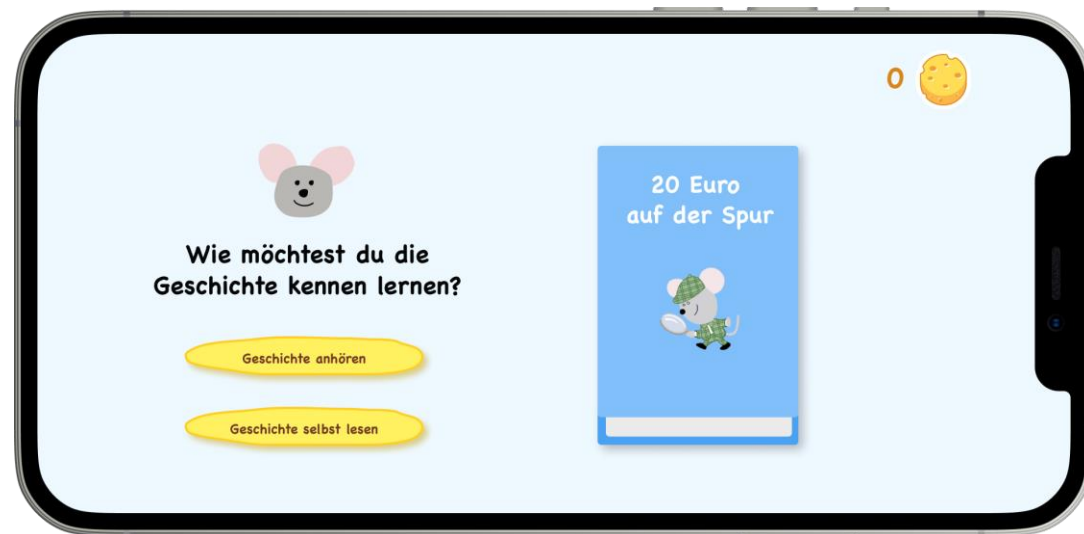 0
Wie möchtest du die
Geschichte kennen lernen?
Geschichte anhören
Geschichte selbst lesen
20 Euro
auf der Spur